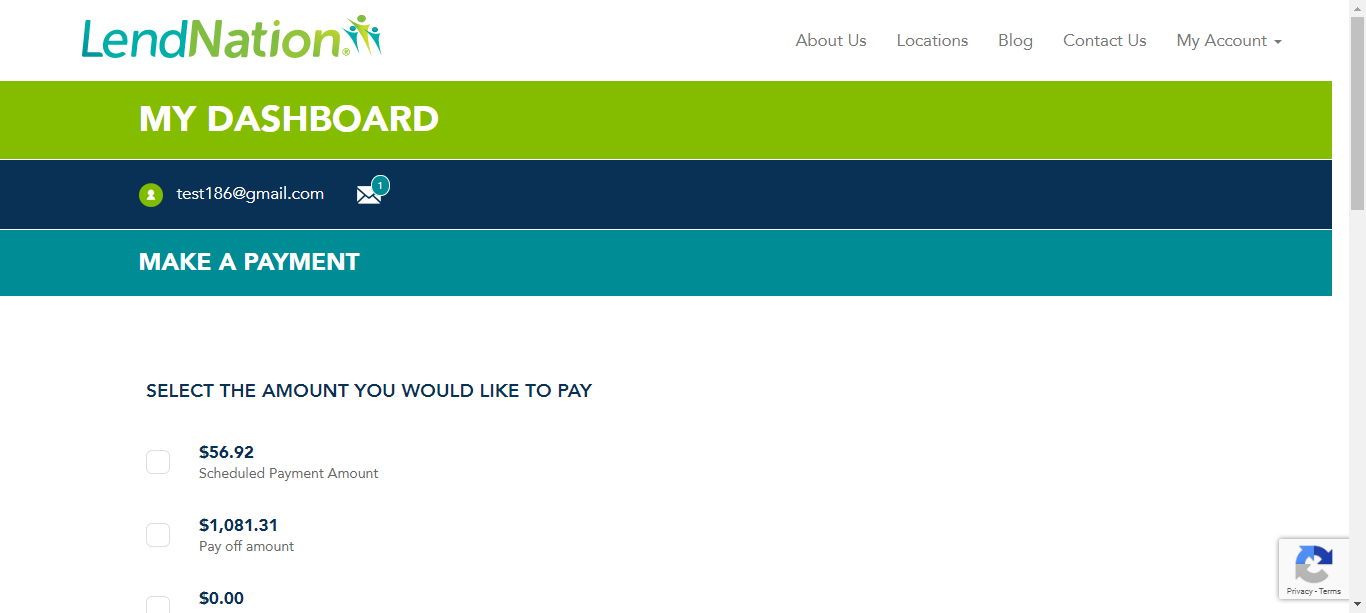 LendNation®
About Us Locations Blog Contact Us My Account
MY DASHBOARD
test186@gmail.com 1
MAKE A PAYMENT
SELECT THE AMOUNT YOU WOULD LIKE TO PAY
$56.92
Scheduled Payment Amount
$1,081.31
Pay off amount
$0.00
Privacy - Terms